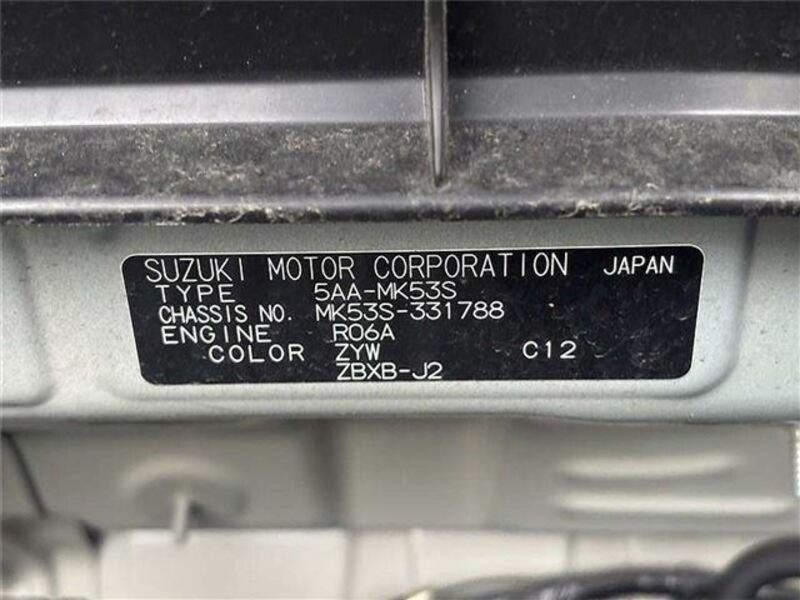 SUZUKI MOTOR CORPORATION JAPAN
TYPE 5AA-MK53S
CHASSIS NO. MK53S-331788
ENGINE R06A
COLOR ZYW C12
ZBXB-J2